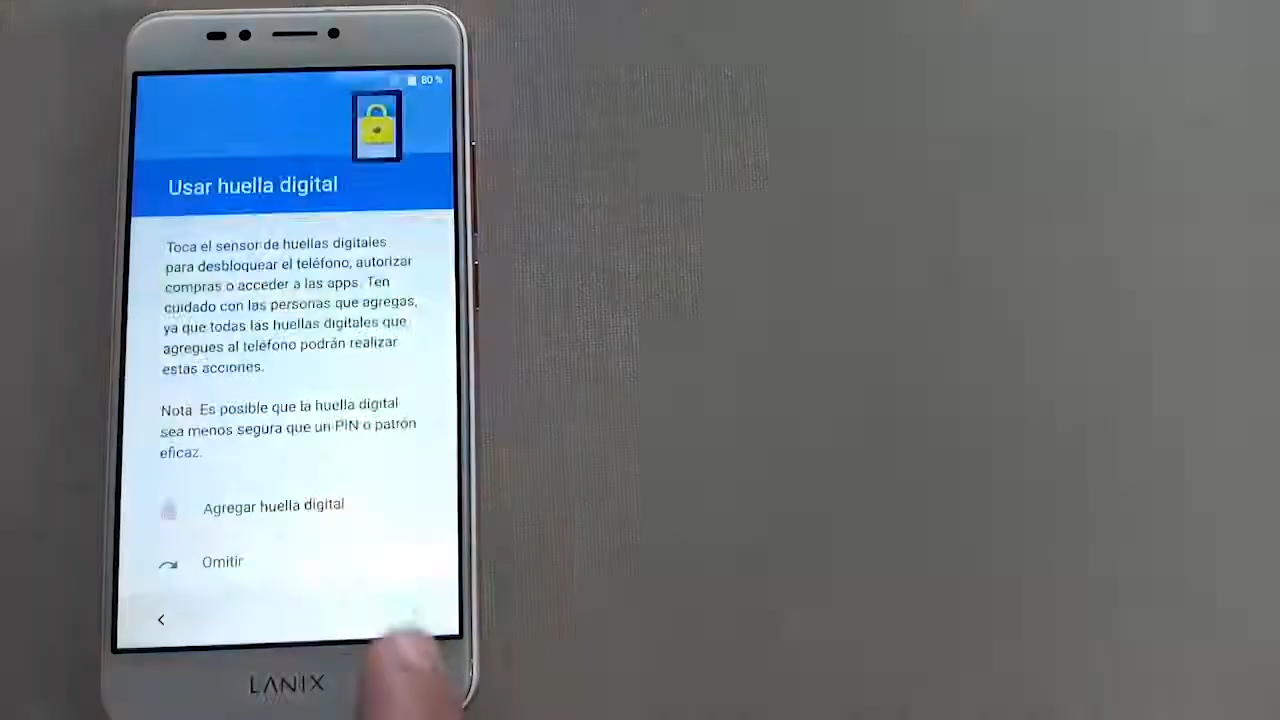 80 %
Usar huella digital
Toca el sensor de huellas digitales
para desbloquear el teléfono, autorizar
compras o acceder a las apps. Ten
cuidado con las personas que agregas,
ya que todas las huellas digitales que
agregues al teléfono podrán realizar
estas acciones.
Nota Es posible que la huella digital
sea menos segura que un PIN o patrón
eficaz.
Agregar huella digital
Omitir
LANIX